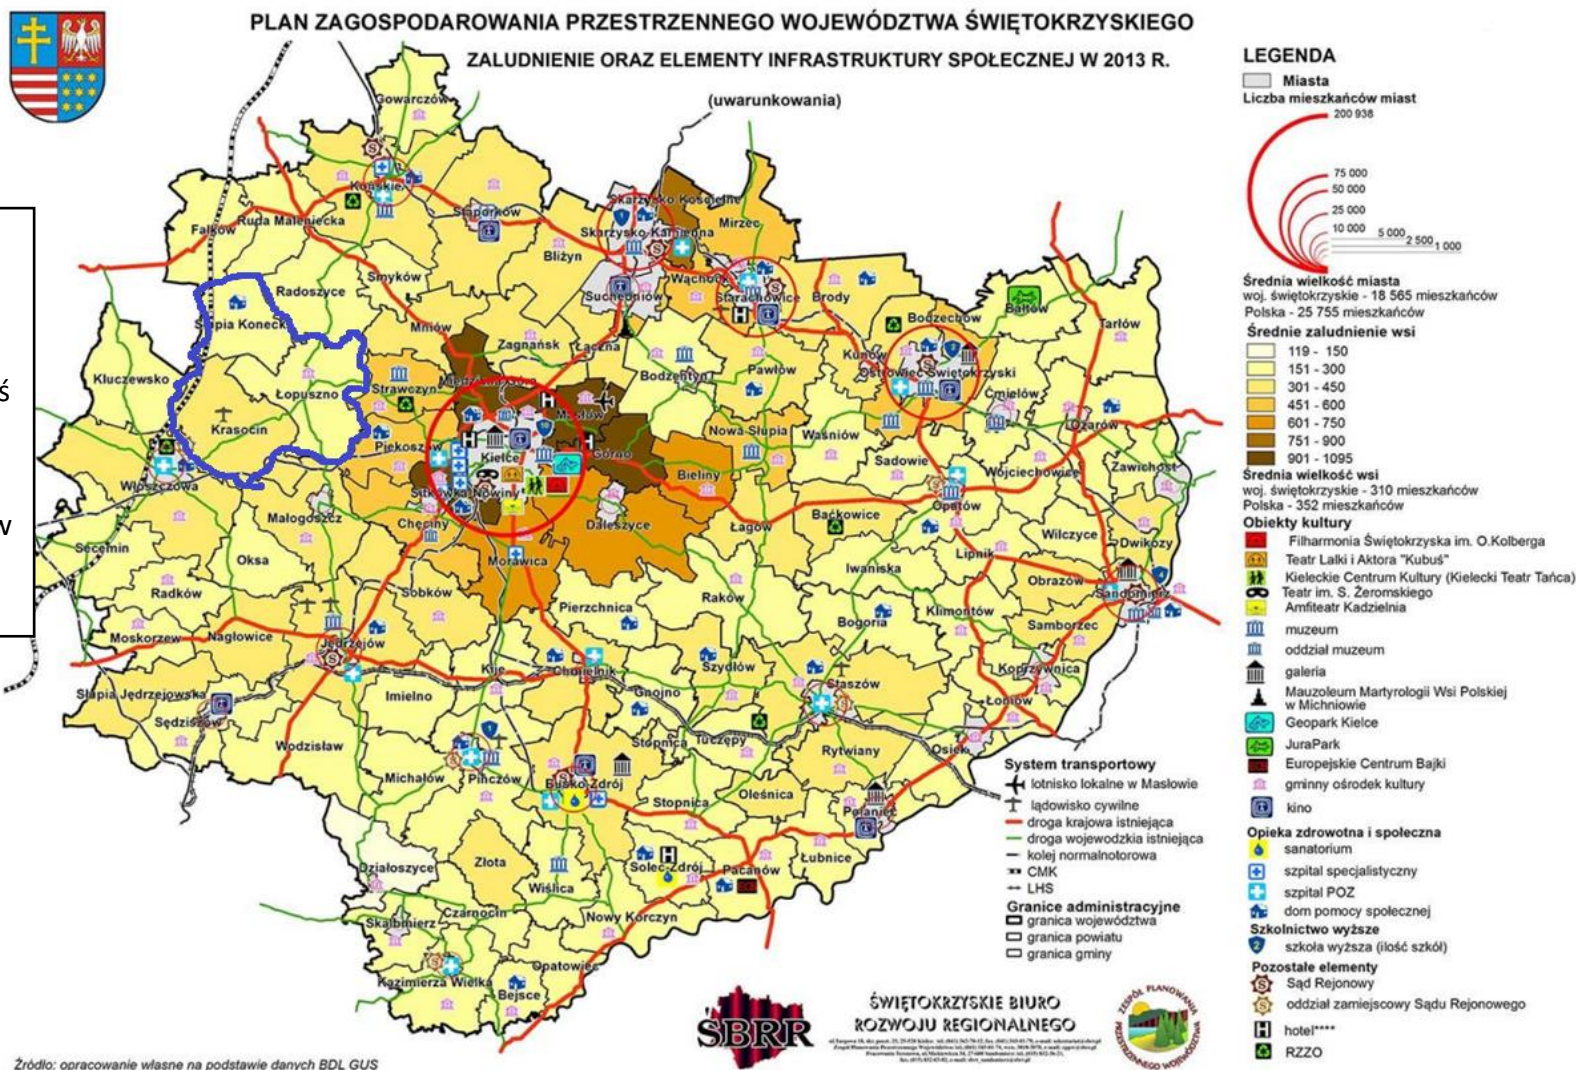 PLAN ZAGOSPODAROWANIA PRZESTRZENNEGO WOJEWÓDZTWA ŚWIĘTOKRZYSKIEGO
ZALUDNIENIE ORAZ ELEMENTY INFRASTRUKTURY SPOŁECZNEJ W 2013 R.
(uwarunkowania)
ś
w
Gowarczów
Końskie
Skarżysko Kościelne
Ruda Maleniecka
Stąporków
Mirzec
Fałków
Skarżysko-Kamienna
Bliżyn
Smyków
Wąchock
Radoszyce
Suchedniów
Starachowice
Brody
Bałtów
Słupia Konecka
Mniów
Bodzechów
Tarłów
Zagnańsk
Łączna
Kunów
Kluczewsko
Strawczyn
Miedziana Góra
Bodzentyn
Pawłów
Ostrowiec Świętokrzyski
Łopuszno
Masłów
Ćmielów
Krasocin
Nowa Słupia
Waśniów
Ożarów
Piekoszów
Kielce
Górno
Sadowie
Wojciechowice
Zawichost
Włoszczowa
Sitkówka-Nowiny
Bieliny
Opatów
Małogoszcz
Chęciny
Daleszyce
Łagów
Baćkowice
Wilczyce
Dwikozy
Secemin
Oksa
Morawica
Lipnik
Iwaniska
Obrazów
Sandomierz
Radków
Sobków
Pierzchnica
Raków
Klimontów
Moskorzew
Nagłowice
Jędrzejów
Bogoria
Samborzec
Kije
Chmielnik
Szydłów
Koprzywnica
Słupia Jędrzejowska
Imielno
Gnojno
Staszów
Łoniów
Sędziszów
Wodzisław
Stopnica
Tuczępy
Rytwiany
Osiek
Michałów
Pińczów
Busko Zdrój
Stopnica
Oleśnica
Połaniec
Działoszyce
Złota
Wiślica
Solec-Zdrój
Pacanów
Łubnice
Skalbmierz
Czarnocin
Nowy Korczyn
Kazimierza Wielka
Opatowiec
Bejsce
LEGENDA
Miasta
Liczba mieszkańców miast
200 938
75 000
50 000
25 000
10 000
5 000
2 500
1 000
Średnia wielkość miasta
woj. świętokrzyskie - 18 565 mieszkańców
Polska - 25 755 mieszkańców
Średnie zaludnienie wsi
119 - 150
151 - 300
301 - 450
451 - 600
601 - 750
751 - 900
901 - 1095
Średnia wielkość wsi
woj. świętokrzyskie - 310 mieszkańców
Polska - 352 mieszkańców
Obiekty kultury
Filharmonia Świętokrzyska im. O.Kolberga
Teatr Lalki i Aktora "Kubuś"
Kieleckie Centrum Kultury (Kielecki Teatr Tańca)
Teatr im. S. Żeromskiego
Amfiteatr Kadzielnia
muzeum
oddział muzeum
galeria
Mauzoleum Martyrologii Wsi Polskiej
w Michniowie
Geopark Kielce
JuraPark
Europejskie Centrum Bajki
gminny ośrodek kultury
kino
Opieka zdrowotna i społeczna
sanatorium
szpital specjalistyczny
szpital POZ
dom pomocy społecznej
Szkolnictwo wyższe
szkoła wyższa (ilość szkół)
Pozostałe elementy
Sąd Rejonowy
oddział zamiejscowy Sądu Rejonowego
hotel****
RZZO
System transportowy
lotnisko lokalne w Masłowie
lądowisko cywilne
droga krajowa istniejąca
droga wojewodzkia istniejąca
kolej normalnotorowa
CMK
LHS
Granice administracyjne
granica województwa
granica powiatu
granica gminy
ŚBRR
ŚWIĘTOKRZYSKIE BIURO
ROZWOJU REGIONALNEGO
ZESPÓŁ PLANOWANIA
PRZESTRZENNEGO WOJEWÓDZTWA
Źródło: opracowanie własne na podstawie danych BDL GUS